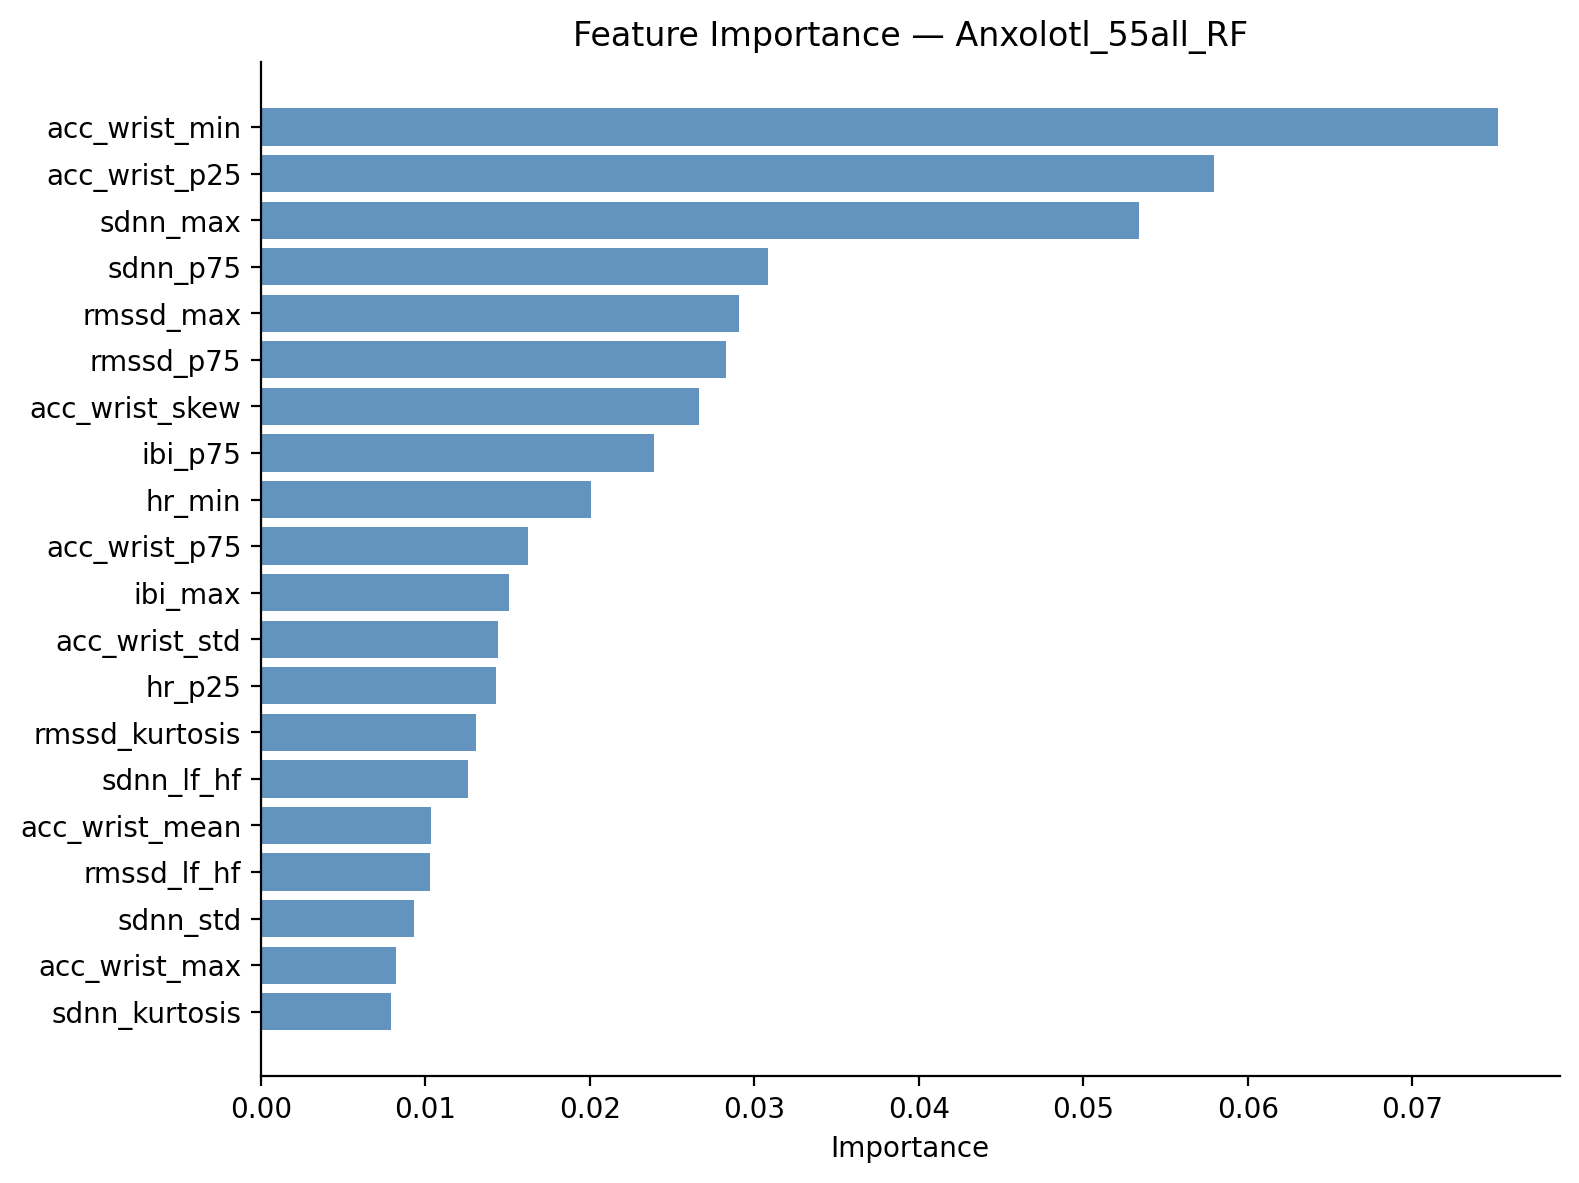 Feature Importance — Anxolotl_55all_RF
acc_wrist_min
acc_wrist_p25
sdnn_max
sdnn_p75
rmssd_max
rmssd_p75
acc_wrist_skew
ibi_p75
hr_min
acc_wrist_p75
ibi_max
acc_wrist_std
hr_p25
rmssd_kurtosis
sdnn_lf_hf
acc_wrist_mean
rmssd_lf_hf
sdnn_std
acc_wrist_max
sdnn_kurtosis
0.00 0.01 0.02 0.03 0.04 0.05 0.06 0.07
Importance